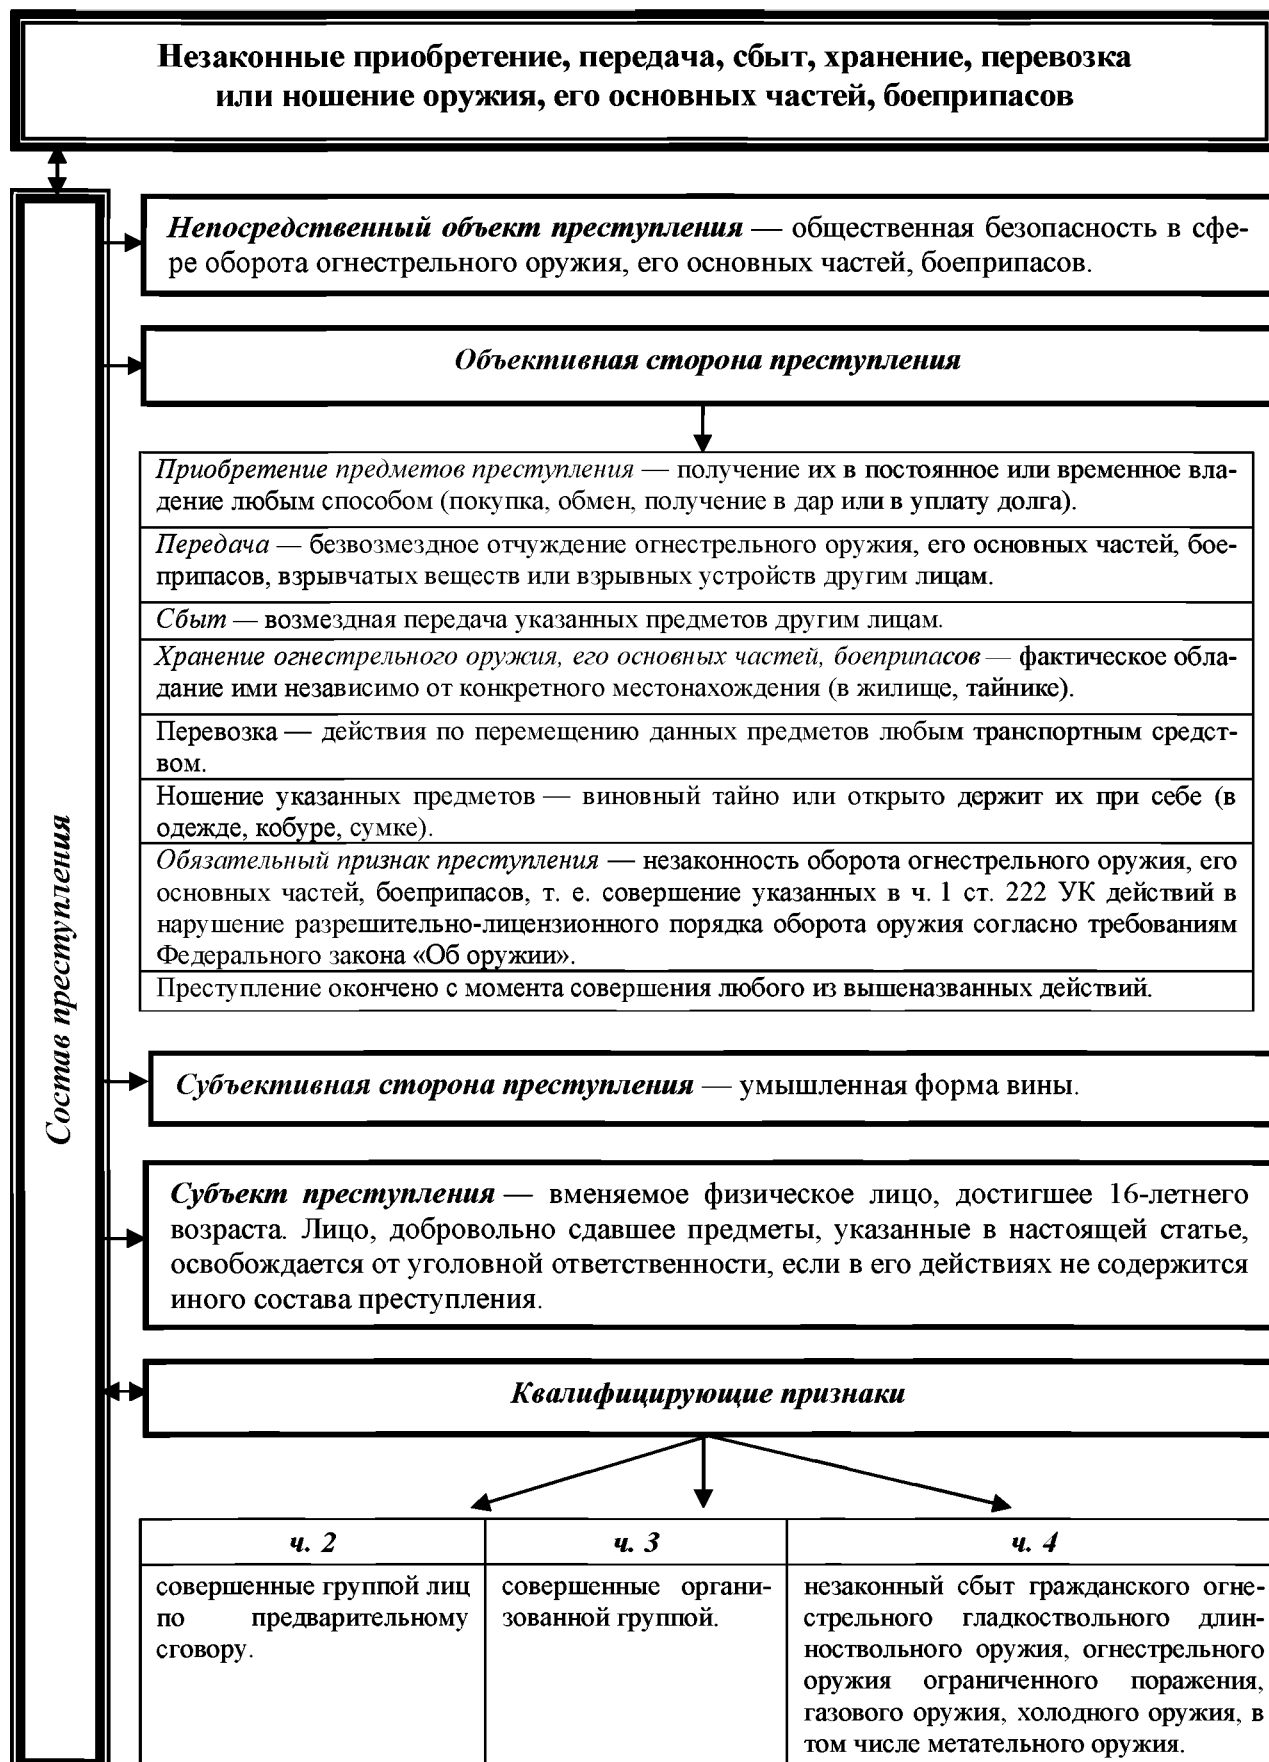 Незаконные приобретение, передача, сбыт, хранение, перевозка
или ношение оружия, его основных частей, боеприпасов
Состав преступления
Непосредственный объект преступления — общественная безопасность в сфе-
ре оборота огнестрельного оружия, его основных частей, боеприпасов.
Объективная сторона преступления
Приобретение предметов преступления — получение их в постоянное или временное вла-
дение любым способом (покупка, обмен, получение в дар или в уплату долга).
Передача — безвозмездное отчуждение огнестрельного оружия, его основных частей, бое-
припасов, взрывчатых веществ или взрывных устройств другим лицам.
Сбыт — возмездная передача указанных предметов другим лицам.
Хранение огнестрельного оружия, его основных частей, боеприпасов — фактическое обла-
дание ими независимо от конкретного местонахождения (в жилище, тайнике).
Перевозка — действия по перемещению данных предметов любым транспортным средст-
вом.
Ношение указанных предметов — виновный тайно или открыто держит их при себе (в
одежде, кобуре, сумке).
Обязательный признак преступления — незаконность оборота огнестрельного оружия, его
основных частей, боеприпасов, т. е. совершение указанных в ч. 1 ст. 222 УК действий в
нарушение разрешительно-лицензионного порядка оборота оружия согласно требованиям
Федерального закона «Об оружии».
Преступление окончено с момента совершения любого из вышеназванных действий.
Субъективная сторона преступления — умышленная форма вины.
Субъект преступления — вменяемое физическое лицо, достигшее 16-летнего
возраста. Лицо, добровольно сдавшее предметы, указанные в настоящей статье,
освобождается от уголовной ответственности, если в его действиях не содержится
иного состава преступления.
Квалифицирующие признаки
ч. 2
совершенные группой лиц
по предварительному
сговору.
ч. 3
совершенные органи-
зованной группой.
ч. 4
незаконный сбыт гражданского огне-
стрельного гладкоствольного длин-
ноствольного оружия, огнестрельного
оружия ограниченного поражения,
газового оружия, холодного оружия, в
том числе метательного оружия.